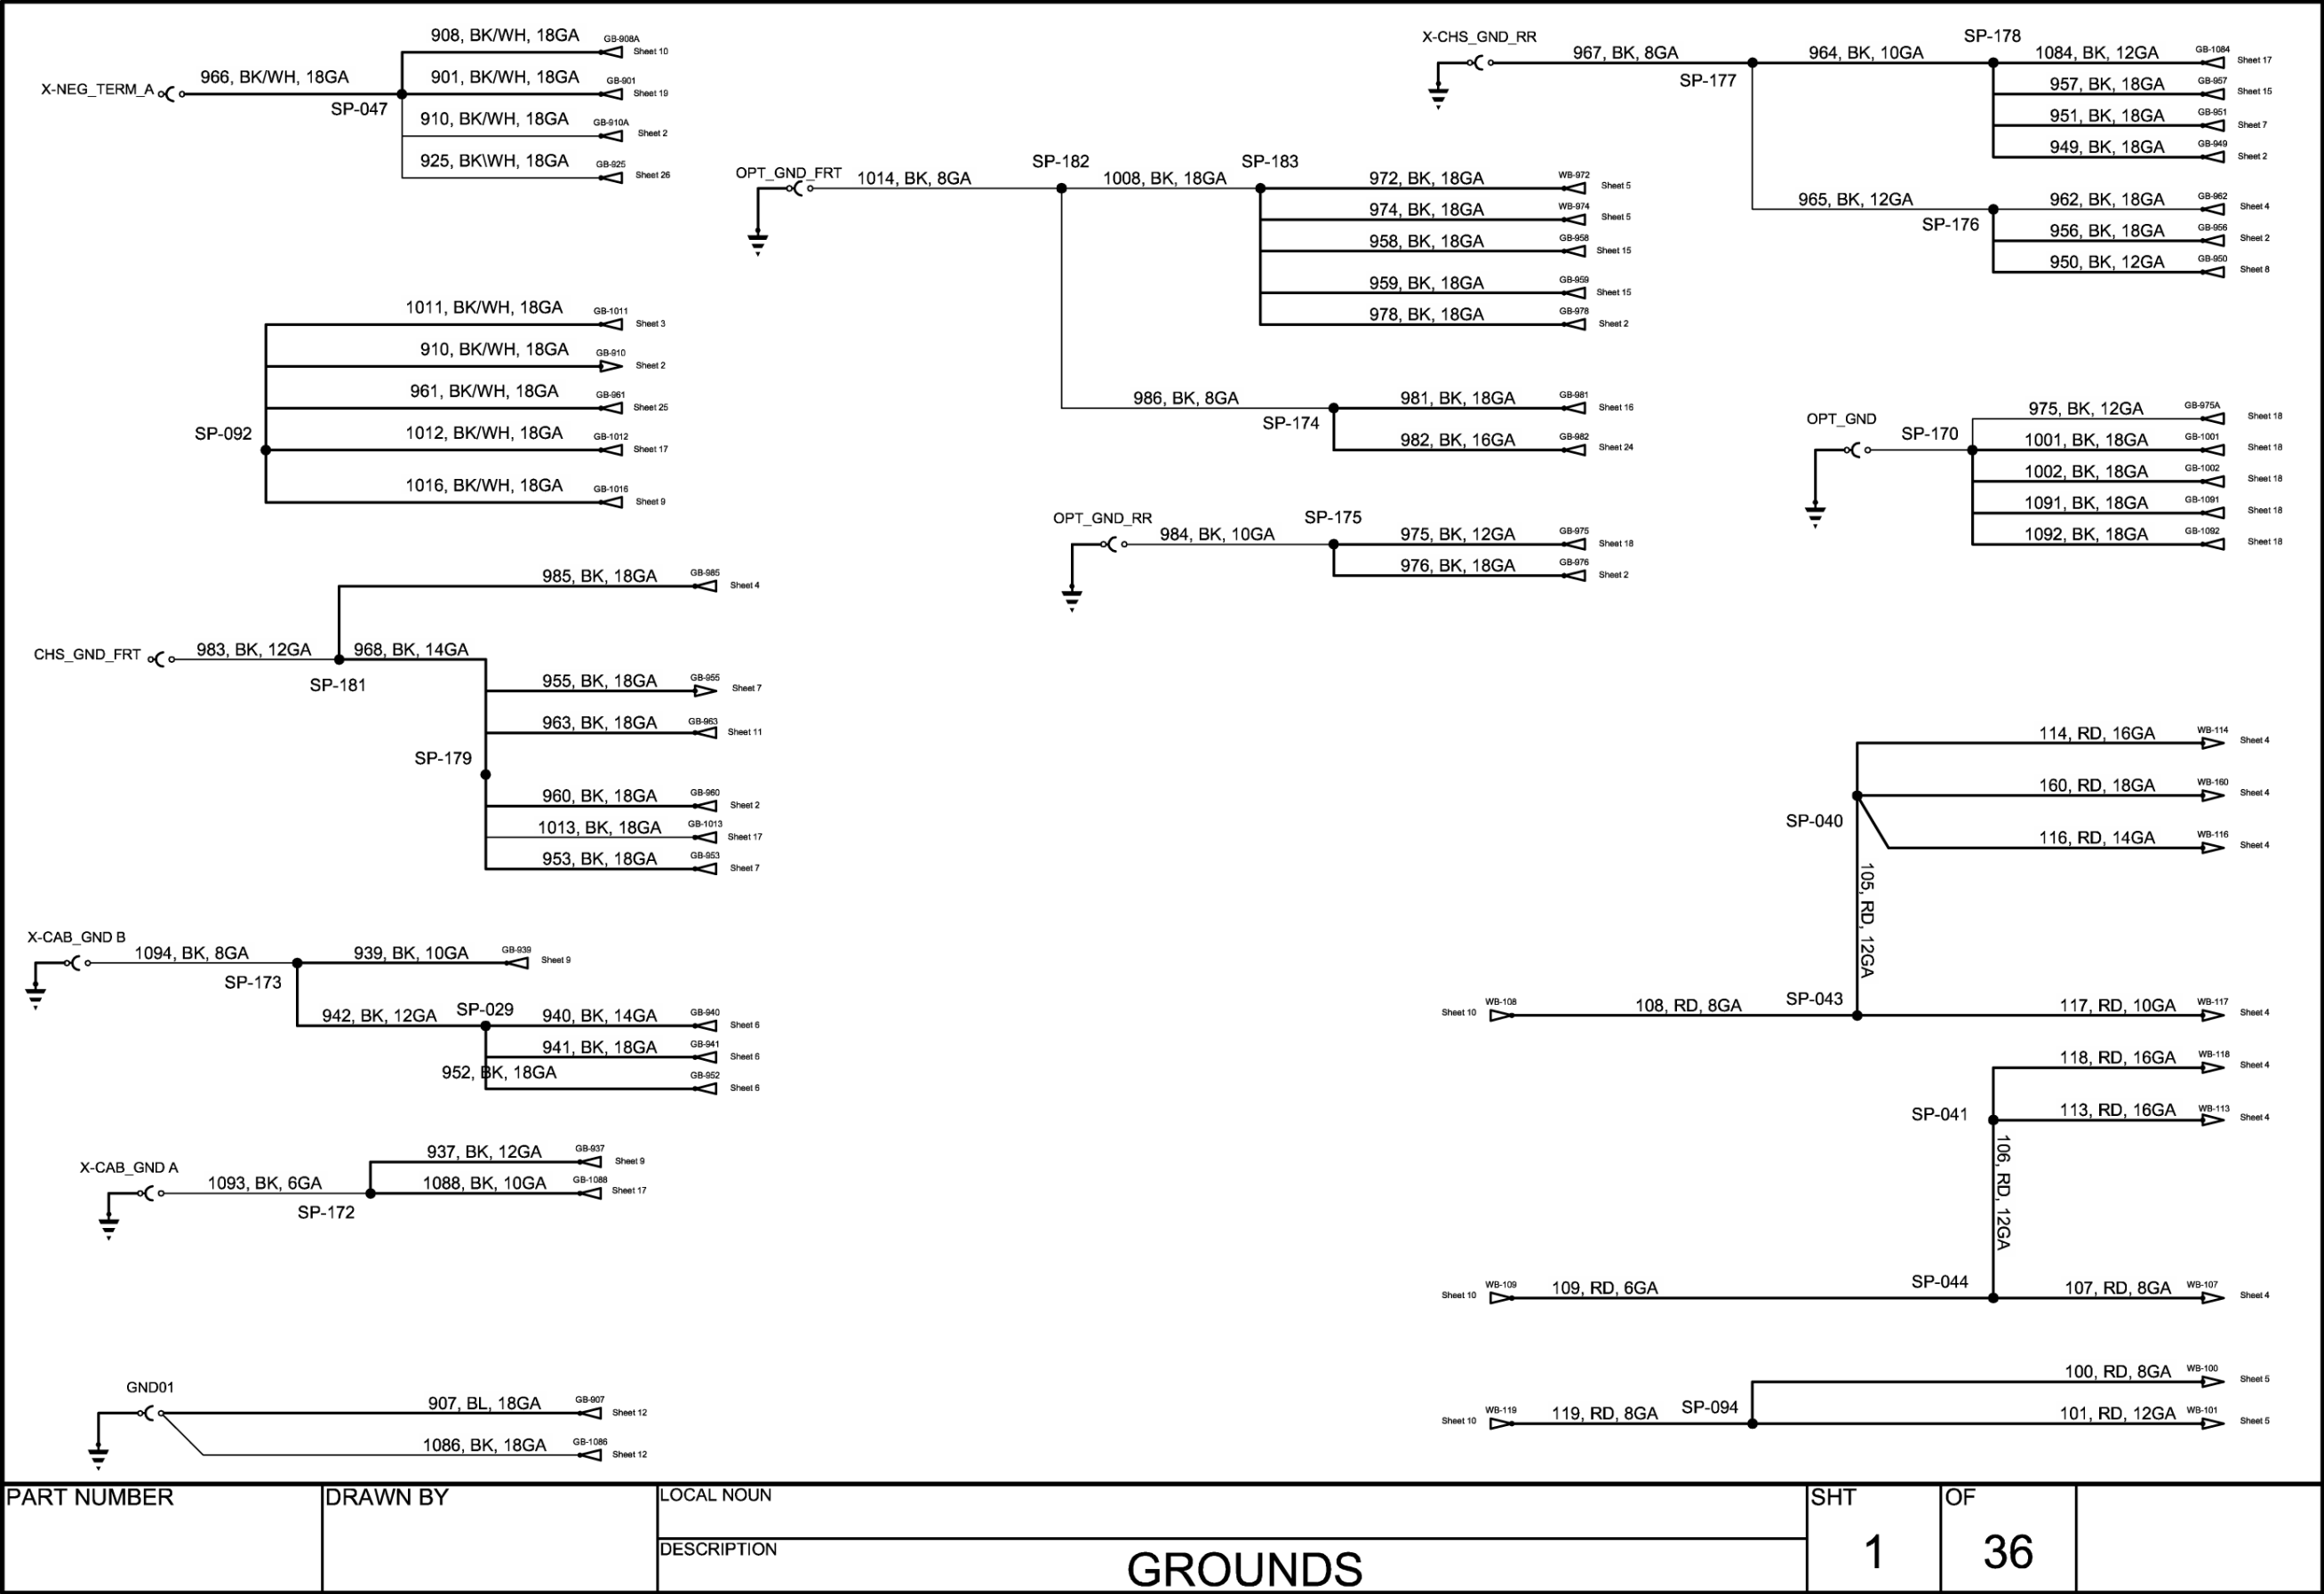 X-NEG_TERM_A
966, BK/WH, 18GA
SP-047
908, BK/WH, 18GA
GB-908A
Sheet 10
901, BK/WH, 18GA
GB-901
Sheet 19
910, BK/WH, 18GA
GB-910A
Sheet 2
925, BK\WH, 18GA
GB-925
Sheet 26
SP-092
1011, BK/WH, 18GA
GB-1011
Sheet 3
910, BK/WH, 18GA
GB-910
Sheet 2
961, BK/WH, 18GA
GB-961
Sheet 25
1012, BK/WH, 18GA
GB-1012
Sheet 17
1016, BK/WH, 18GA
GB-1016
Sheet 9
CHS_GND_FRT
983, BK, 12GA
SP-181
985, BK, 18GA
GB-985
Sheet 4
968, BK, 14GA
SP-179
955, BK, 18GA
GB-955
Sheet 7
963, BK, 18GA
GB-963
Sheet 11
960, BK, 18GA
GB-960
Sheet 2
1013, BK, 18GA
GB-1013
Sheet 17
953, BK, 18GA
GB-953
Sheet 7
X-CAB_GND B
1094, BK, 8GA
SP-173
939, BK, 10GA
GB-939
Sheet 9
942, BK, 12GA
SP-029
940, BK, 14GA
GB-940
Sheet 6
941, BK, 18GA
GB-941
Sheet 6
952, BK, 18GA
GB-952
Sheet 6
X-CAB_GND A
1093, BK, 6GA
SP-172
937, BK, 12GA
GB-937
Sheet 9
1088, BK, 10GA
GB-1088
Sheet 17
GND01
907, BL, 18GA
GB-907
Sheet 12
1086, BK, 18GA
GB-1086
Sheet 12
OPT_GND_FRT
1014, BK, 8GA
SP-182
1008, BK, 18GA
SP-183
972, BK, 18GA
WB-972
Sheet 5
974, BK, 18GA
WB-974
Sheet 5
958, BK, 18GA
GB-958
Sheet 15
959, BK, 18GA
GB-959
Sheet 15
978, BK, 18GA
GB-978
Sheet 2
986, BK, 8GA
SP-174
981, BK, 18GA
GB-981
Sheet 16
982, BK, 16GA
GB-982
Sheet 24
OPT_GND_RR
984, BK, 10GA
SP-175
975, BK, 12GA
GB-975
Sheet 18
976, BK, 18GA
GB-976
Sheet 2
X-CHS_GND_RR
967, BK, 8GA
SP-177
964, BK, 10GA
SP-178
1084, BK, 12GA
GB-1084
Sheet 17
957, BK, 18GA
GB-957
Sheet 15
951, BK, 18GA
GB-951
Sheet 7
949, BK, 18GA
GB-949
Sheet 2
965, BK, 12GA
SP-176
962, BK, 18GA
GB-962
Sheet 4
956, BK, 18GA
GB-956
Sheet 2
950, BK, 12GA
GB-950
Sheet 8
OPT_GND
SP-170
975, BK, 12GA
GB-975A
Sheet 18
1001, BK, 18GA
GB-1001
Sheet 18
1002, BK, 18GA
GB-1002
Sheet 18
1091, BK, 18GA
GB-1091
Sheet 18
1092, BK, 18GA
GB-1092
Sheet 18
114, RD, 16GA
WB-114
Sheet 4
160, RD, 18GA
WB-160
Sheet 4
SP-040
116, RD, 14GA
WB-116
Sheet 4
105, RD, 12GA
Sheet 10
WB-108
108, RD, 8GA
SP-043
117, RD, 10GA
WB-117
Sheet 4
118, RD, 16GA
WB-118
Sheet 4
SP-041
113, RD, 16GA
WB-113
Sheet 4
106, RD, 12GA
Sheet 10
WB-109
109, RD, 6GA
SP-044
107, RD, 8GA
WB-107
Sheet 4
100, RD, 8GA
WB-100
Sheet 5
Sheet 10
WB-119
119, RD, 8GA
SP-094
101, RD, 12GA
WB-101
Sheet 5
PART NUMBER
DRAWN BY
LOCAL NOUN
DESCRIPTION
GROUNDS
SHT
1
OF
36